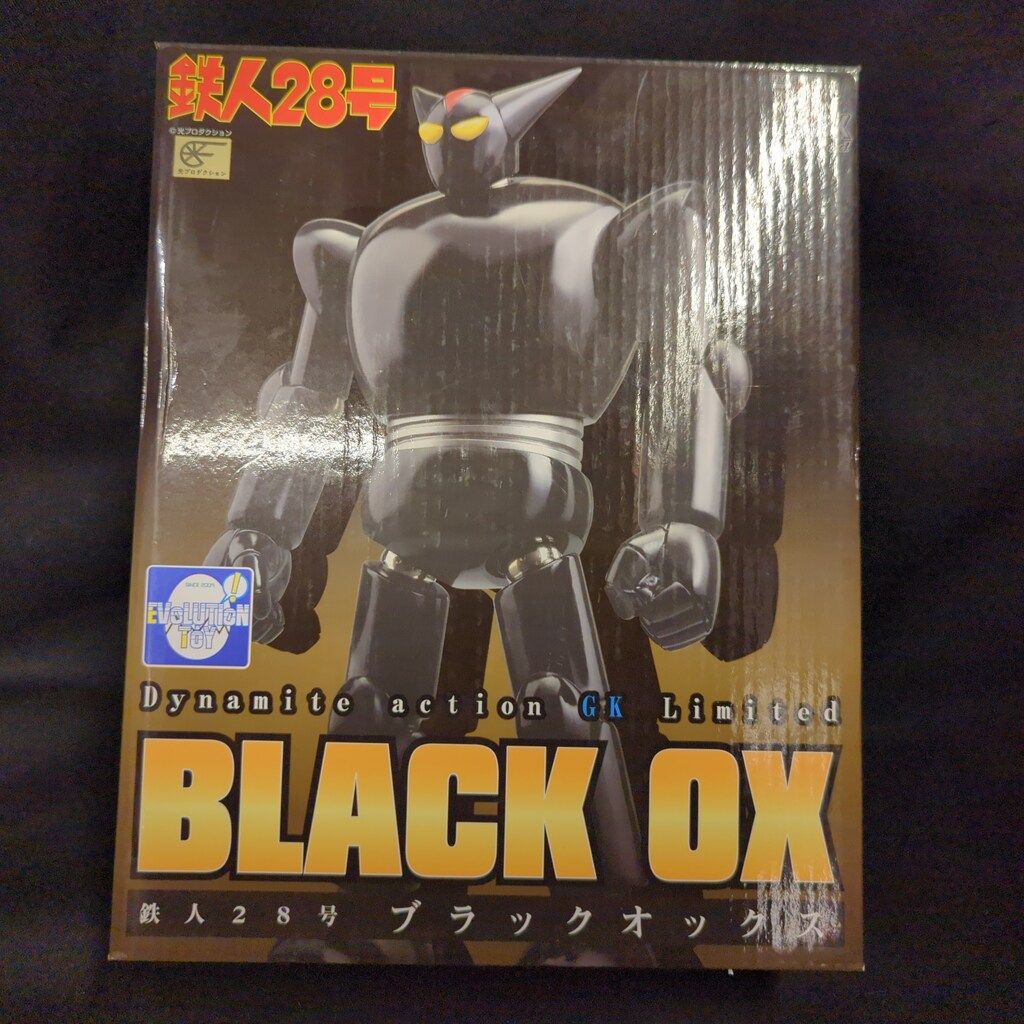 鉄人28号
©光プロダクション
光プロダクション
SINCE 2009
EVOLUTION
TOY
!
Dynamite action GK Limited
BLACK OX
鉄人28号 ブラックオックス